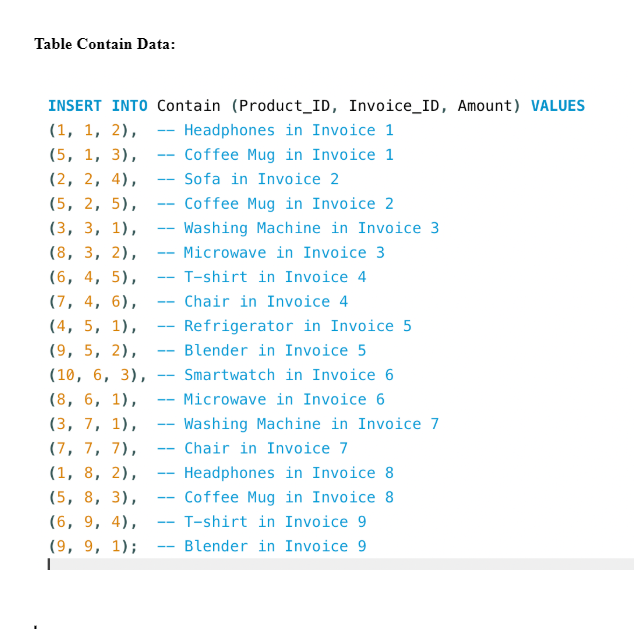 Table Contain Data:
INSERT INTO Contain (Product_ID, Invoice_ID, Amount) VALUES
(1, 1, 2),  -- Headphones in Invoice 1
(5, 1, 3),  -- Coffee Mug in Invoice 1
(2, 2, 4),  -- Sofa in Invoice 2
(5, 2, 5),  -- Coffee Mug in Invoice 2
(3, 3, 1),  -- Washing Machine in Invoice 3
(8, 3, 2),  -- Microwave in Invoice 3
(6, 4, 5),  -- T-shirt in Invoice 4
(7, 4, 6),  -- Chair in Invoice 4
(4, 5, 1),  -- Refrigerator in Invoice 5
(9, 5, 2),  -- Blender in Invoice 5
(10, 6, 3), -- Smartwatch in Invoice 6
(8, 6, 1),  -- Microwave in Invoice 6
(3, 7, 1),  -- Washing Machine in Invoice 7
(7, 7, 7),  -- Chair in Invoice 7
(1, 8, 2),  -- Headphones in Invoice 8
(5, 8, 3),  -- Coffee Mug in Invoice 8
(6, 9, 4),  -- T-shirt in Invoice 9
(9, 9, 1);  -- Blender in Invoice 9